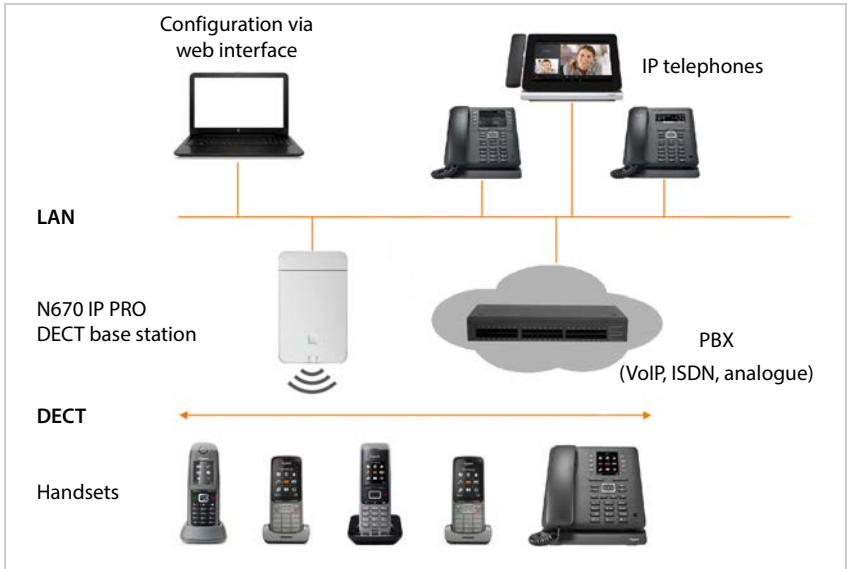 Configuration via
web interface
IP telephones
LAN
N670 IP PRO
DECT base station
PBX
(VoIP, ISDN, analogue)
DECT
Handsets